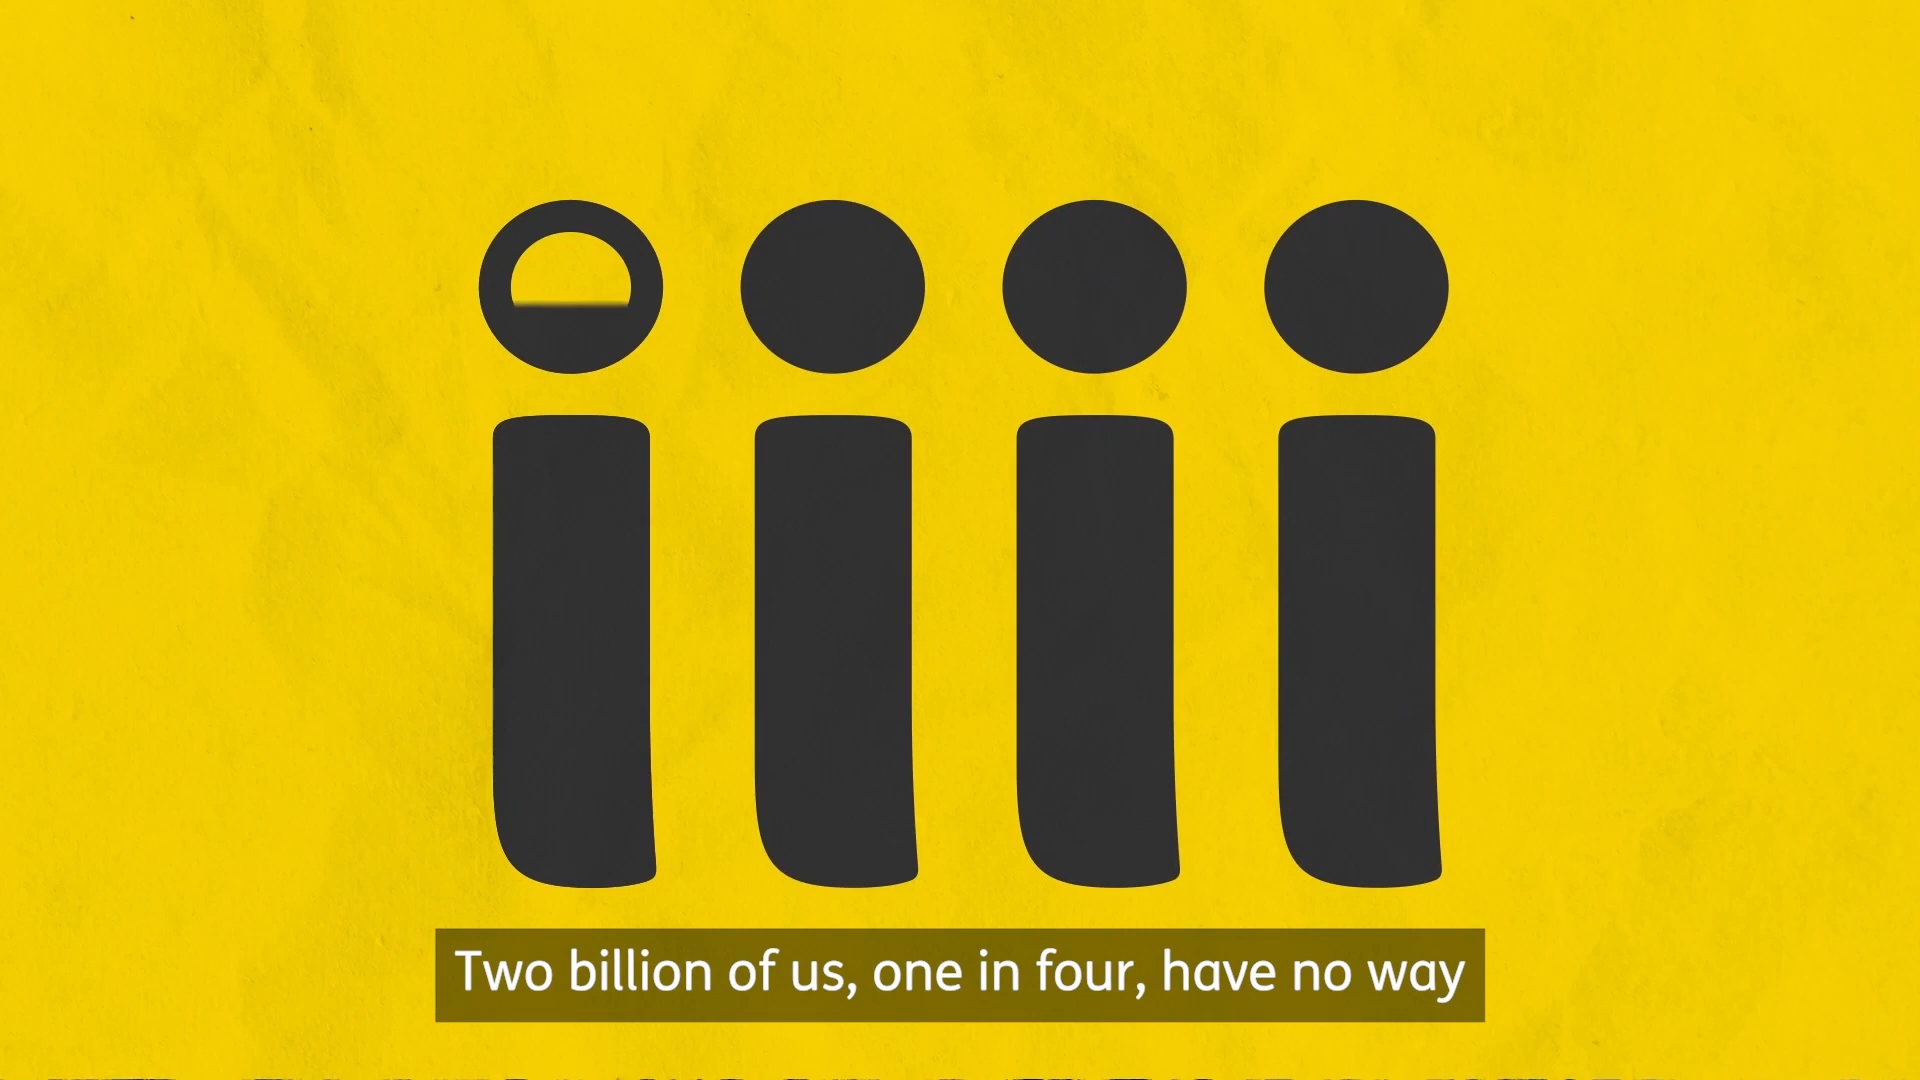 Two billion of us, one in four, have no way